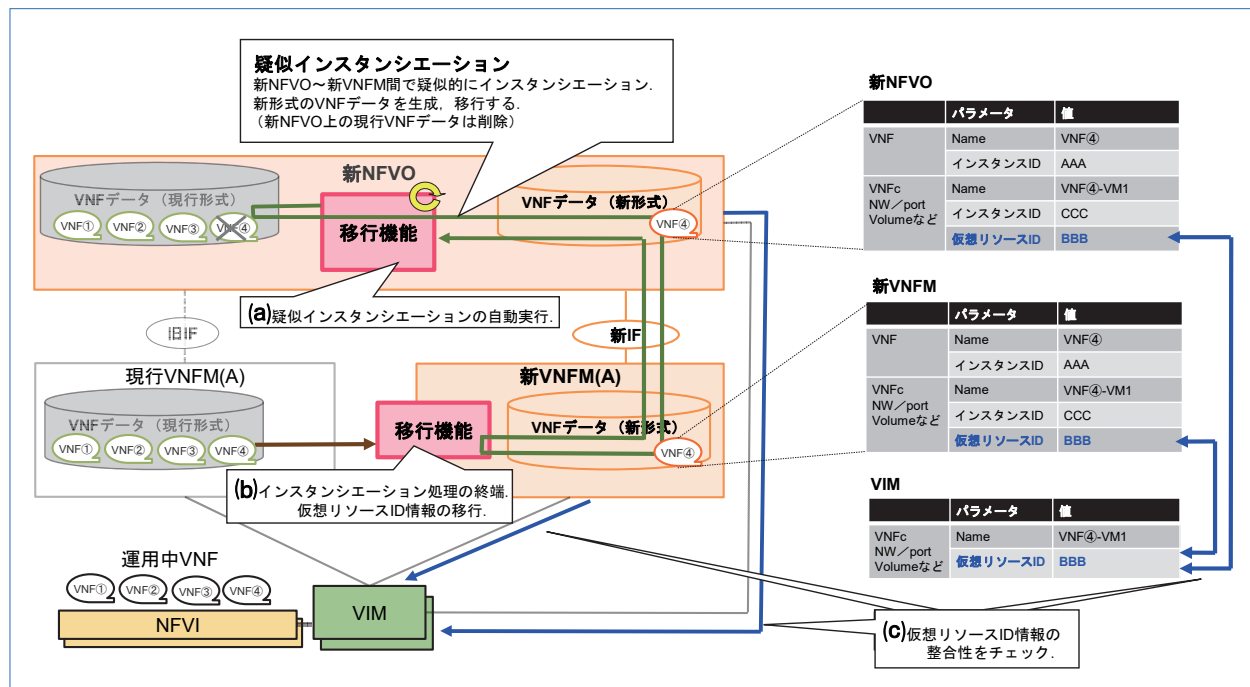 疑似インスタンシエーション
新NFVO～新VNFM間で疑似的にインスタンシエーション.
新形式のVNFデータを生成，移行する.
（新NFVO上の現行VNFデータは削除）
新NFVO
VNFデータ（現行形式）
VNF① VNF② VNF③ VNF④
移行機能
VNFデータ（新形式）
VNF④
(a)疑似インスタンシエーションの自動実行.
旧IF
新IF
現行VNFM(A)
VNFデータ（現行形式）
VNF① VNF② VNF③ VNF④
新VNFM(A)
移行機能
VNFデータ（新形式）
VNF④
(b)インスタンシエーション処理の終端.
仮想リソースID情報の移行.
運用中VNF
VNF① VNF② VNF③ VNF④
NFVI
VIM
(c)仮想リソースID情報の
整合性をチェック.
新NFVO
パラメータ 値
VNF Name VNF④
インスタンスID AAA
VNFc Name VNF④-VM1
NW／port
Volumeなど
インスタンスID CCC
仮想リソースID BBB
新VNFM
パラメータ 値
VNF Name VNF④
インスタンスID AAA
VNFc Name VNF④-VM1
NW／port
Volumeなど
インスタンスID CCC
仮想リソースID BBB
VIM
パラメータ 値
VNFc Name VNF④-VM1
NW／port
Volumeなど
仮想リソースID BBB